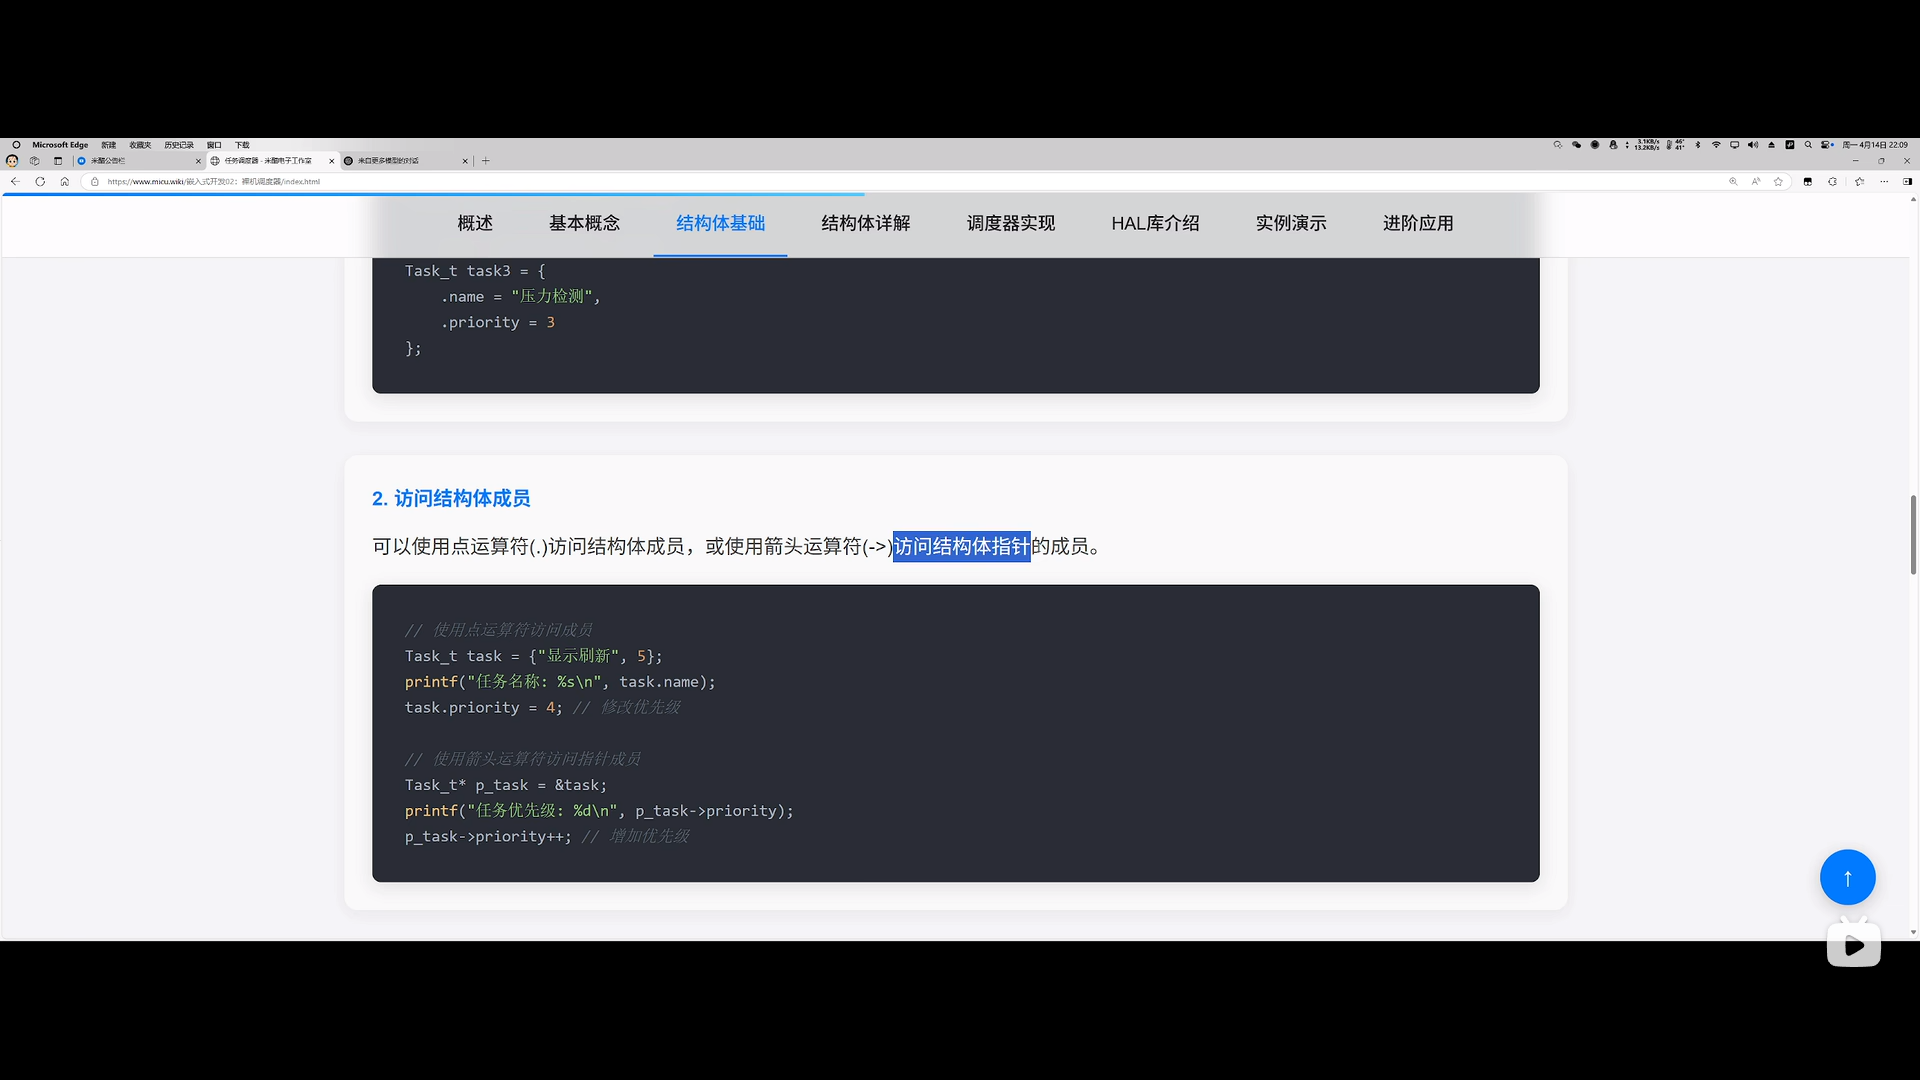 Microsoft Edge 新建 收藏夹 历史记录 窗口 下载
3.1KB/s
13.2KB/s
46°
41°
周一 4月14日 22:09
米醋公告栏
任务调度器 - 米醋电子工作室
来自更多模型的对话
https://www.micu.wiki/嵌入式开发02：裸机调度器/index.html
概述 基本概念 结构体基础 结构体详解 调度器实现 HAL库介绍 实例演示 进阶应用
Task_t task3 = {
.name = "压力检测",
.priority = 3
};
2. 访问结构体成员
可以使用点运算符(.)访问结构体成员，或使用箭头运算符(->)访问结构体指针的成员。
// 使用点运算符访问成员
Task_t task = {"显示刷新", 5};
printf("任务名称: %s\n", task.name);
task.priority = 4; // 修改优先级
// 使用箭头运算符访问指针成员
Task_t* p_task = &task;
printf("任务优先级: %d\n", p_task->priority);
p_task->priority++; // 增加优先级